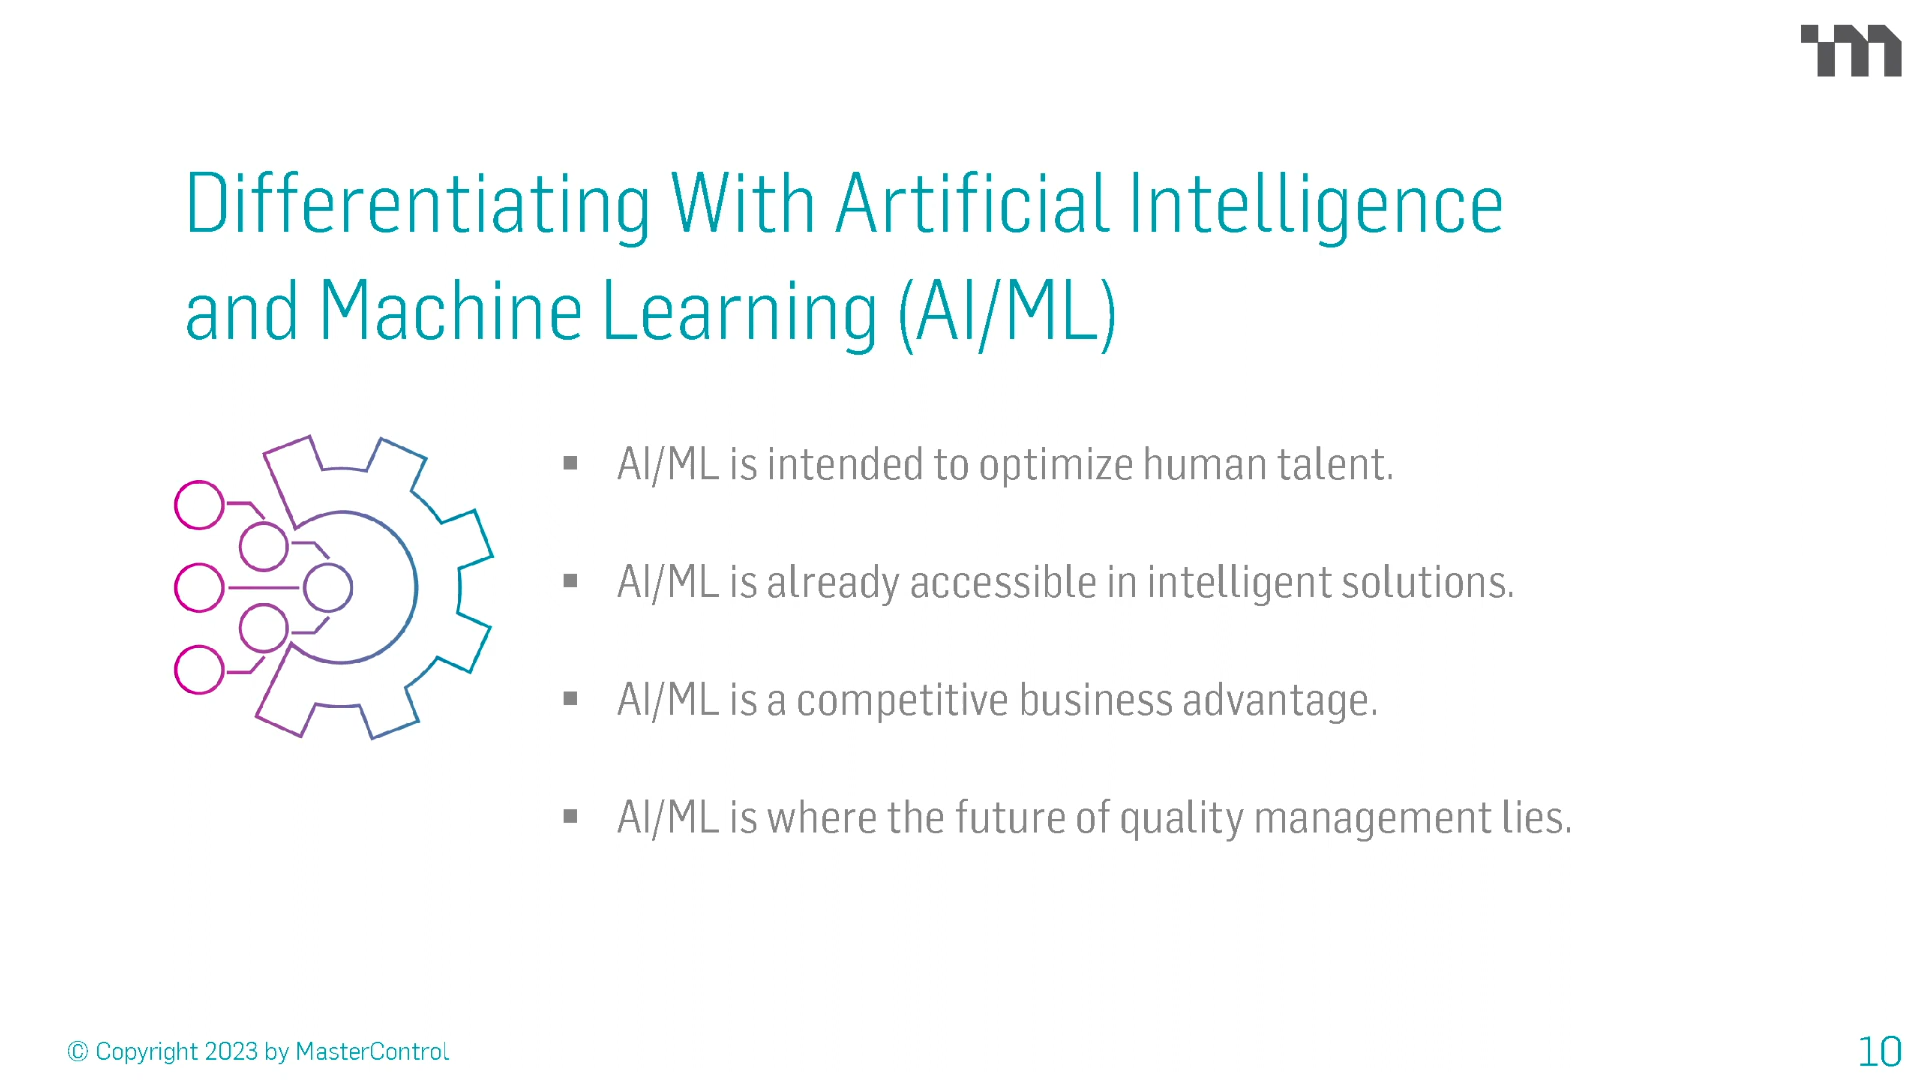 Differentiating With Artificial Intelligence
and Machine Learning (AI/ML)
▪ AI/ML is intended to optimize human talent.
▪ AI/ML is already accessible in intelligent solutions.
▪ AI/ML is a competitive business advantage.
▪ AI/ML is where the future of quality management lies.
© Copyright 2023 by MasterControl
10